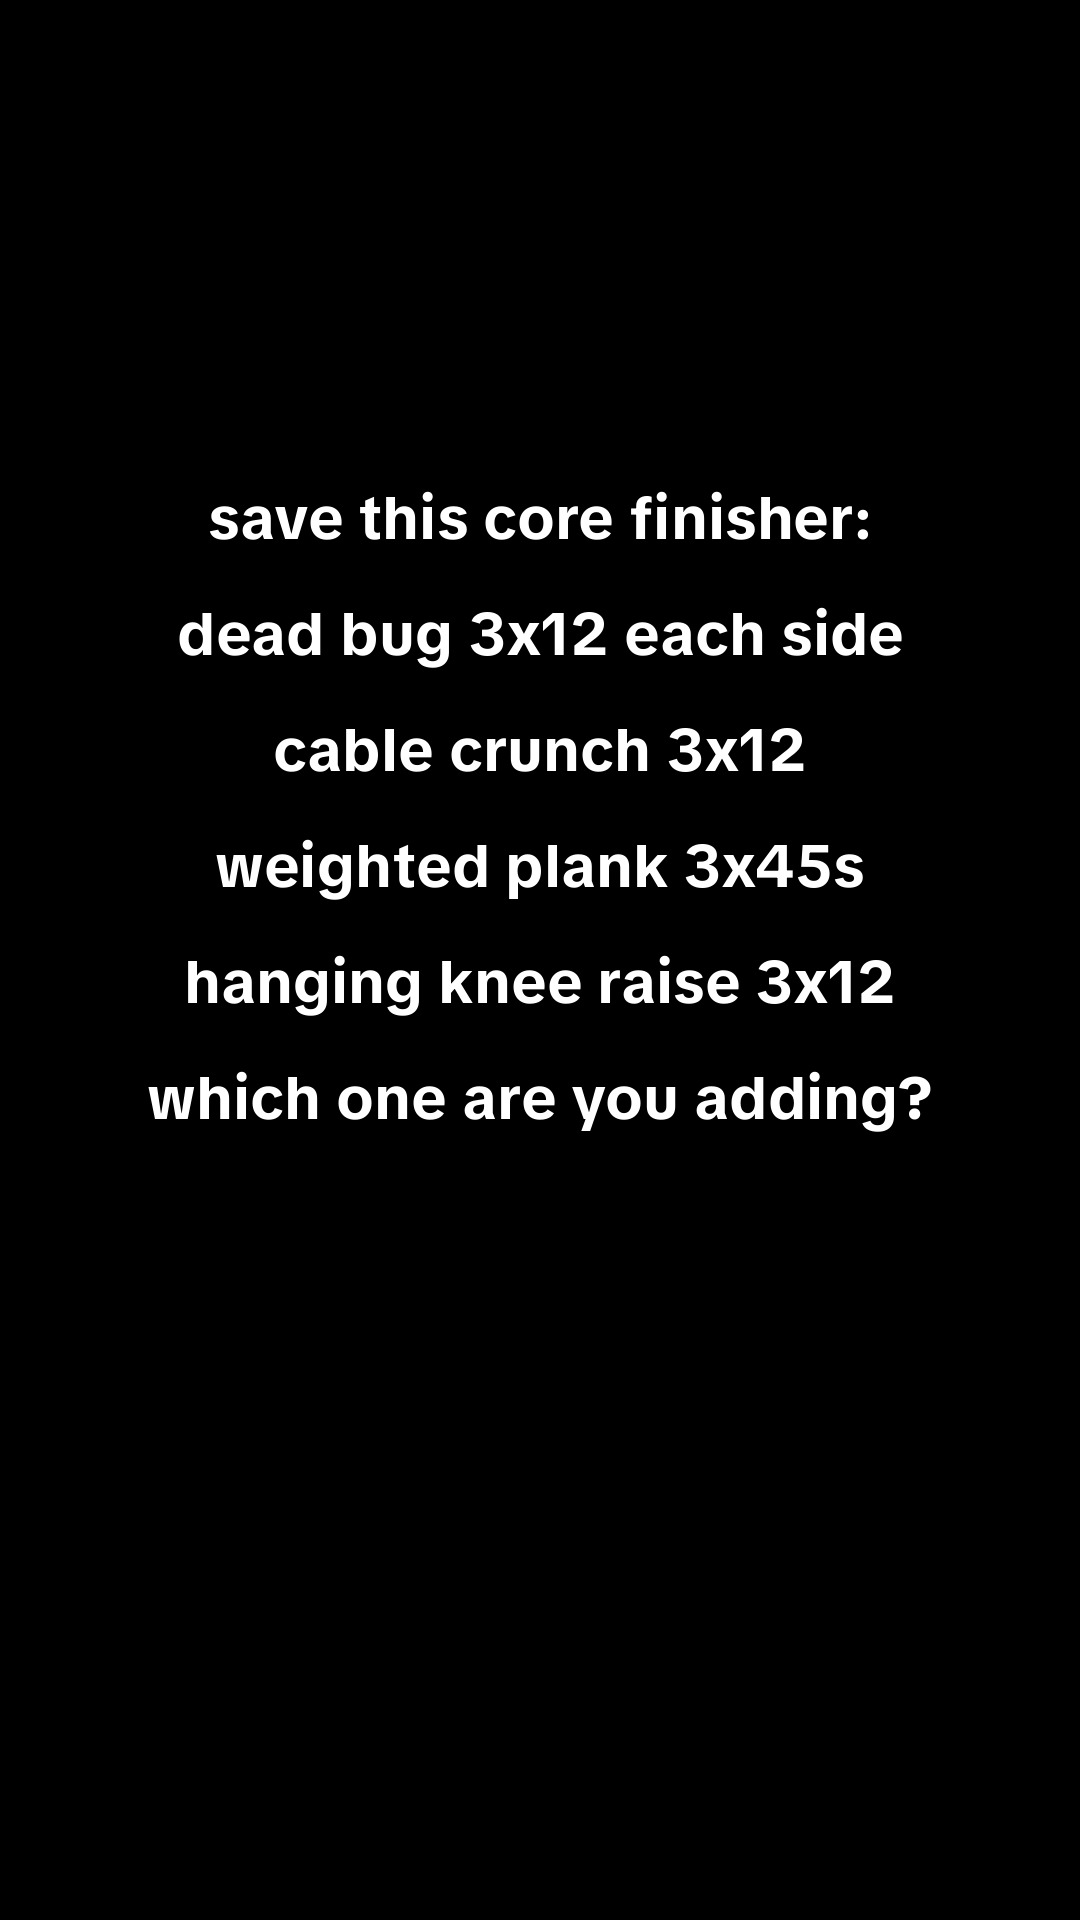 save this core finisher:
dead bug 3x12 each side
cable crunch 3x12
weighted plank 3x45s
hanging knee raise 3x12
which one are you adding?